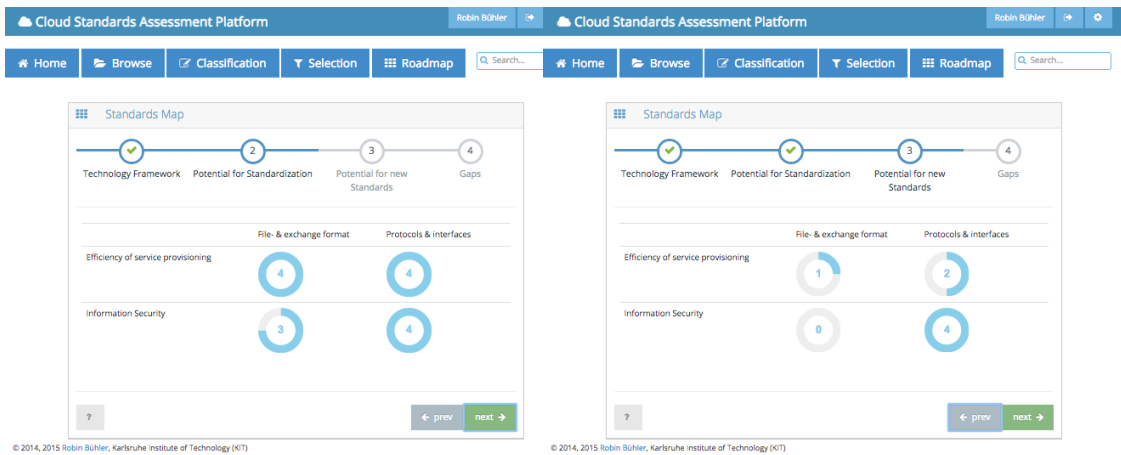 Cloud Standards Assessment Platform
Robin Bühler
Home
Browse
Classification
Selection
Roadmap
Search...
Standards Map
2
3
4
Technology Framework
Potential for Standardization
Potential for new
Standards
Gaps
File- & exchange format
Protocols & interfaces
Efficiency of service provisioning
4
4
Information Security
3
4
?
← prev
next →
© 2014, 2015 Robin Bühler, Karlsruhe Institute of Technology (KIT)
Cloud Standards Assessment Platform
Robin Bühler
Home
Browse
Classification
Selection
Roadmap
Search...
Standards Map
3
4
Technology Framework
Potential for Standardization
Potential for new
Standards
Gaps
File- & exchange format
Protocols & interfaces
Efficiency of service provisioning
1
2
Information Security
0
4
?
← prev
next →
© 2014, 2015 Robin Bühler, Karlsruhe Institute of Technology (KIT)